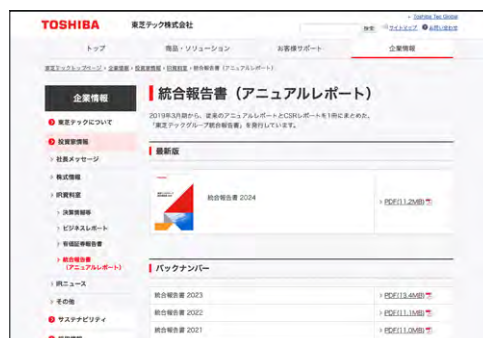 Toshiba Tec Global
TOSHIBA
東芝テック株式会社
検索
サイトマップ
お問い合わせ
トップ
商品・ソリューション
お客様サポート
企業情報
東芝テックトップページ > 企業情報 > 投資家情報 > IR資料室 > 統合報告書（アニュアルレポート）
企業情報
東芝テックについて
投資家情報
社長メッセージ
株式情報
IR資料室
決算情報等
ビジネスレポート
有価証券報告書
統合報告書
（アニュアルレポート）
IRニュース
その他
サステナビリティ
統合報告書（アニュアルレポート）
2019年3月期から、従来のアニュアルレポートとCSRレポートを1冊にまとめた、
「東芝テックグループ統合報告書」を発行しています。
最新版
統合報告書 2024
PDF(11.2MB)
バックナンバー
統合報告書 2023
PDF(13.4MB)
統合報告書 2022
PDF(11.1MB)
統合報告書 2021
PDF(11.0MB)